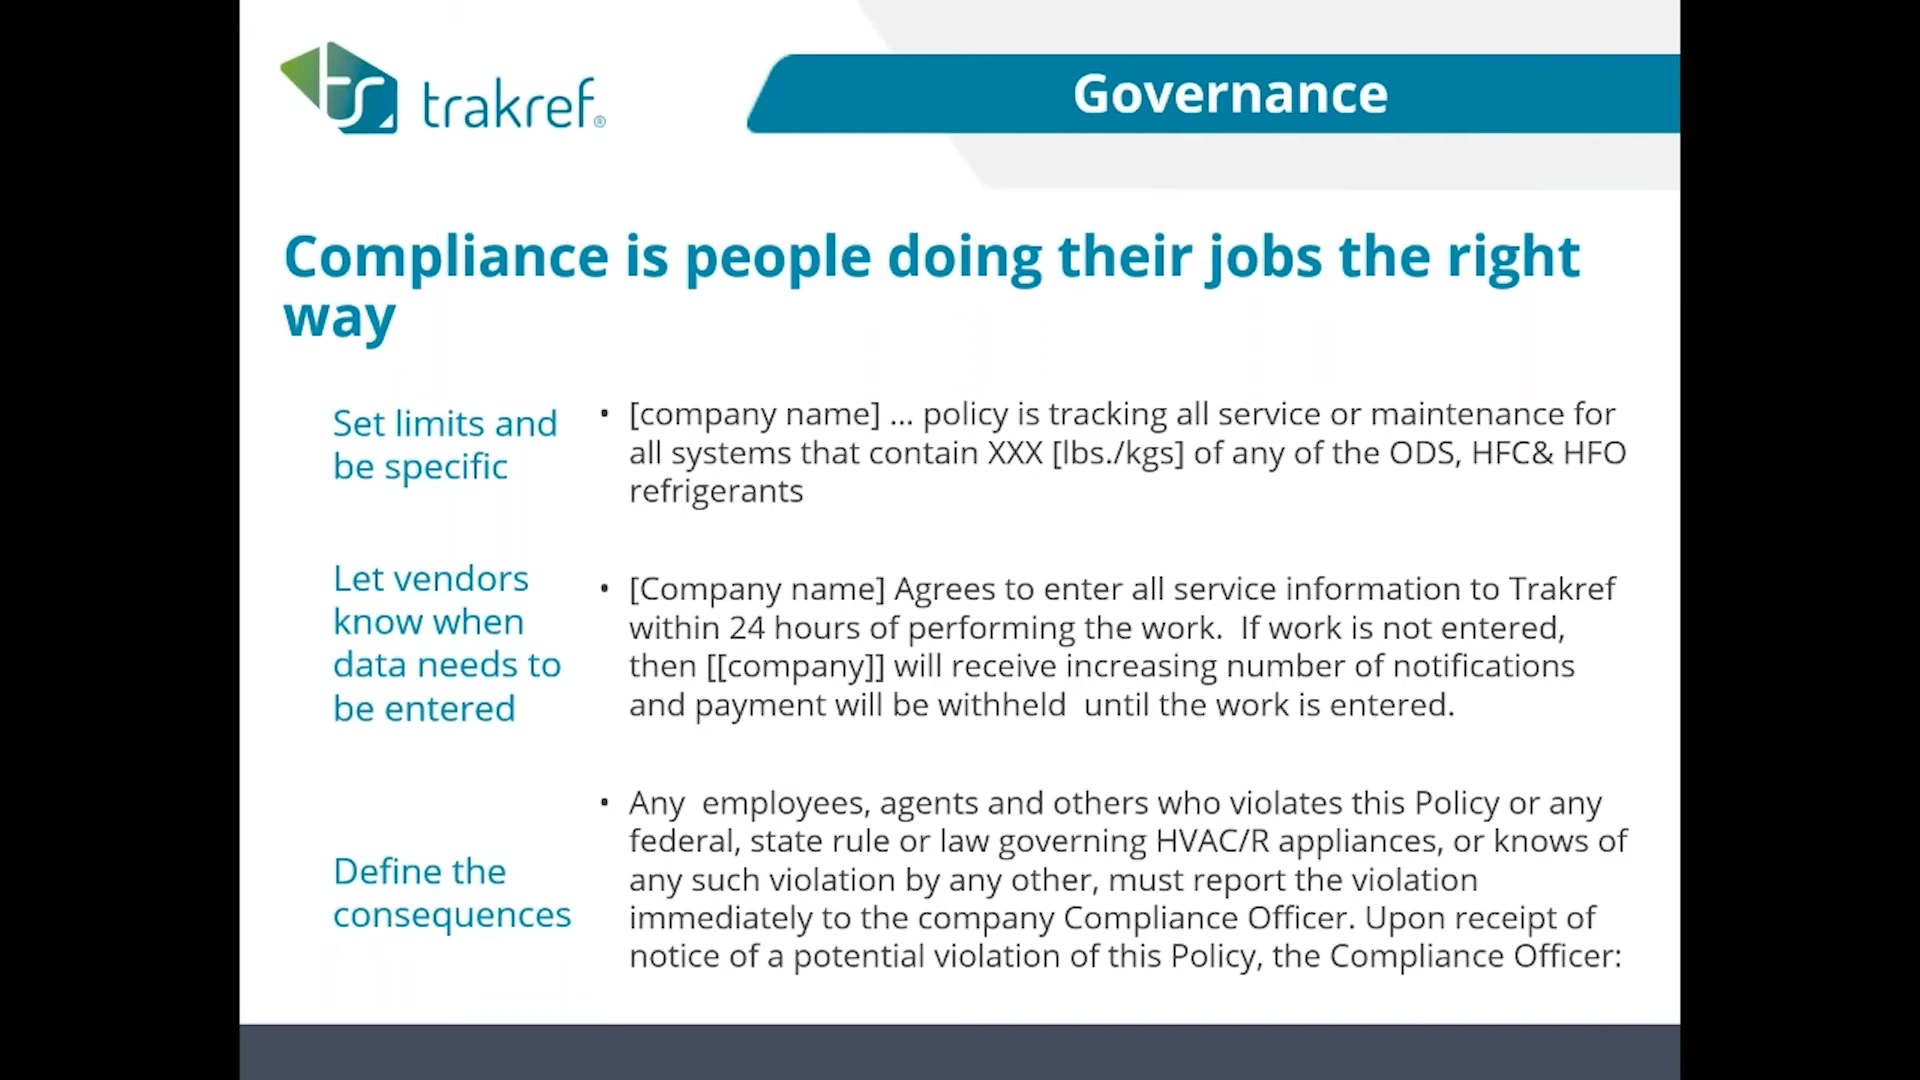 trakref®
Governance
Compliance is people doing their jobs the right
way
Set limits and
be specific
• [company name] ... policy is tracking all service or maintenance for
all systems that contain XXX [lbs./kgs] of any of the ODS, HFC& HFO
refrigerants
Let vendors
know when
data needs to
be entered
• [Company name] Agrees to enter all service information to Trakref
within 24 hours of performing the work.  If work is not entered,
then [[company]] will receive increasing number of notifications
and payment will be withheld  until the work is entered.
Define the
consequences
• Any  employees, agents and others who violates this Policy or any
federal, state rule or law governing HVAC/R appliances, or knows of
any such violation by any other, must report the violation
immediately to the company Compliance Officer. Upon receipt of
notice of a potential violation of this Policy, the Compliance Officer: